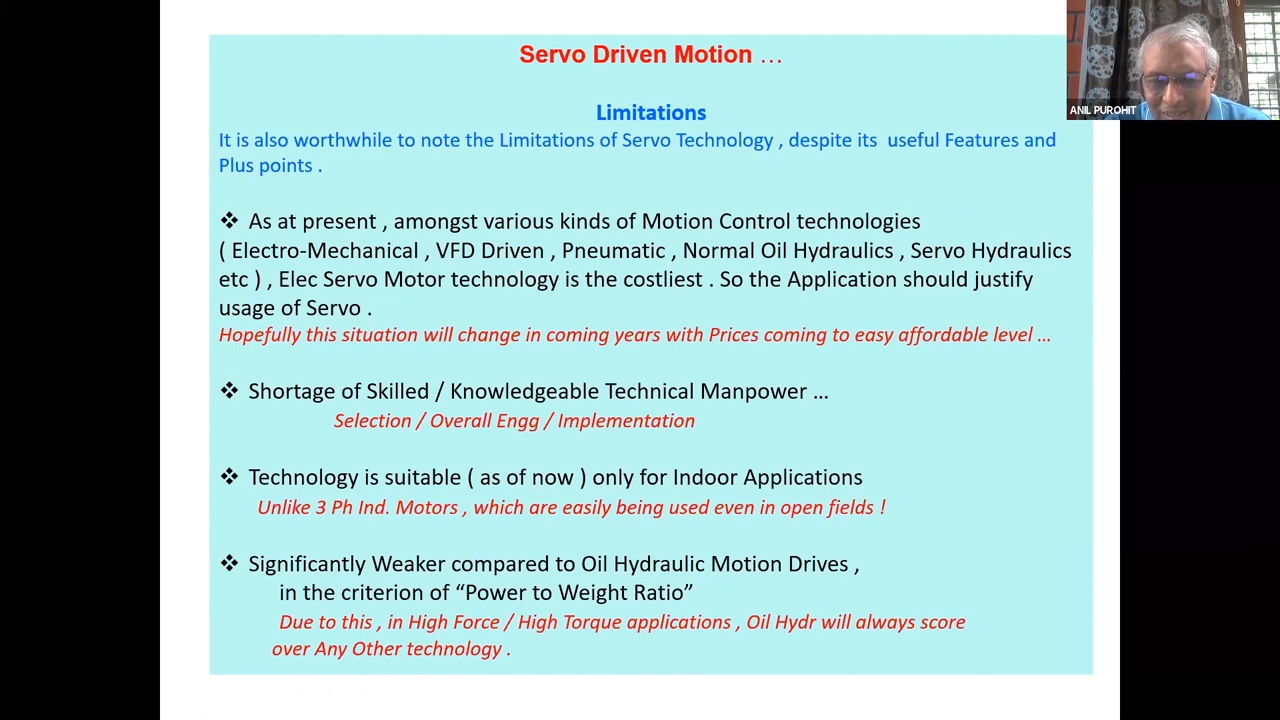 Servo Driven Motion ...
Limitations
It is also worthwhile to note the Limitations of Servo Technology , despite its useful Features and
Plus points .
❖ As at present , amongst various kinds of Motion Control technologies
( Electro-Mechanical , VFD Driven , Pneumatic , Normal Oil Hydraulics , Servo Hydraulics
etc ) , Elec Servo Motor technology is the costliest . So the Application should justify
usage of Servo .
Hopefully this situation will change in coming years with Prices coming to easy affordable level ...
❖ Shortage of Skilled / Knowledgeable Technical Manpower ...
Selection / Overall Engg / Implementation
❖ Technology is suitable ( as of now ) only for Indoor Applications
Unlike 3 Ph Ind. Motors , which are easily being used even in open fields !
❖ Significantly Weaker compared to Oil Hydraulic Motion Drives ,
in the criterion of “Power to Weight Ratio”
Due to this , in High Force / High Torque applications , Oil Hydr will always score
over Any Other technology .
ANIL PUROHIT